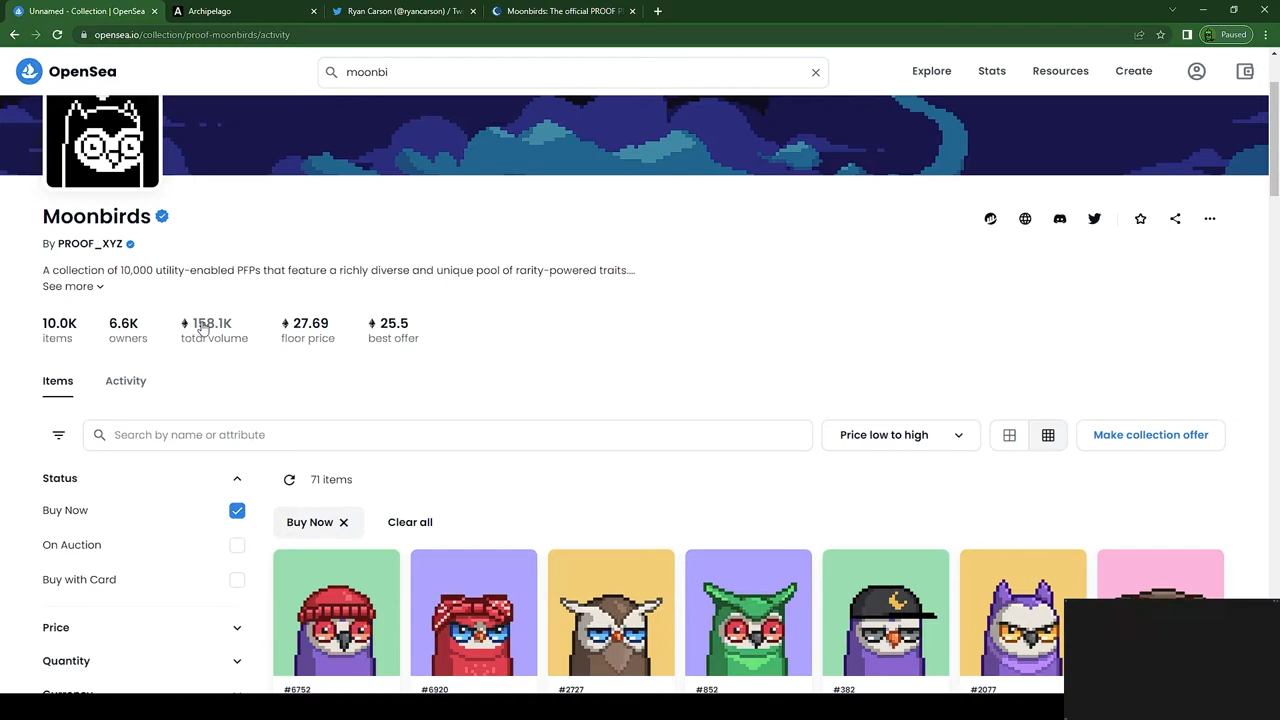 Unnamed - Collection | OpenSea
Archipelago
Ryan Carson (@ryancarson) / Tw
Moonbirds: The official PROOF P
opensea.io/collection/proof-moonbirds/activity
Paused
OpenSea
moonbi
Explore
Stats
Resources
Create
Moonbirds
By PROOF_XYZ
A collection of 10,000 utility-enabled PFPs that feature a richly diverse and unique pool of rarity-powered traits....
See more
10.0K
6.6K
158.1K
27.69
25.5
items
owners
total volume
floor price
best offer
Items
Activity
Search by name or attribute
Price low to high
Make collection offer
Status
71 items
Buy Now
Buy Now
Clear all
On Auction
Buy with Card
Price
Quantity
#6752
#6920
#2727
#852
#382
#2077